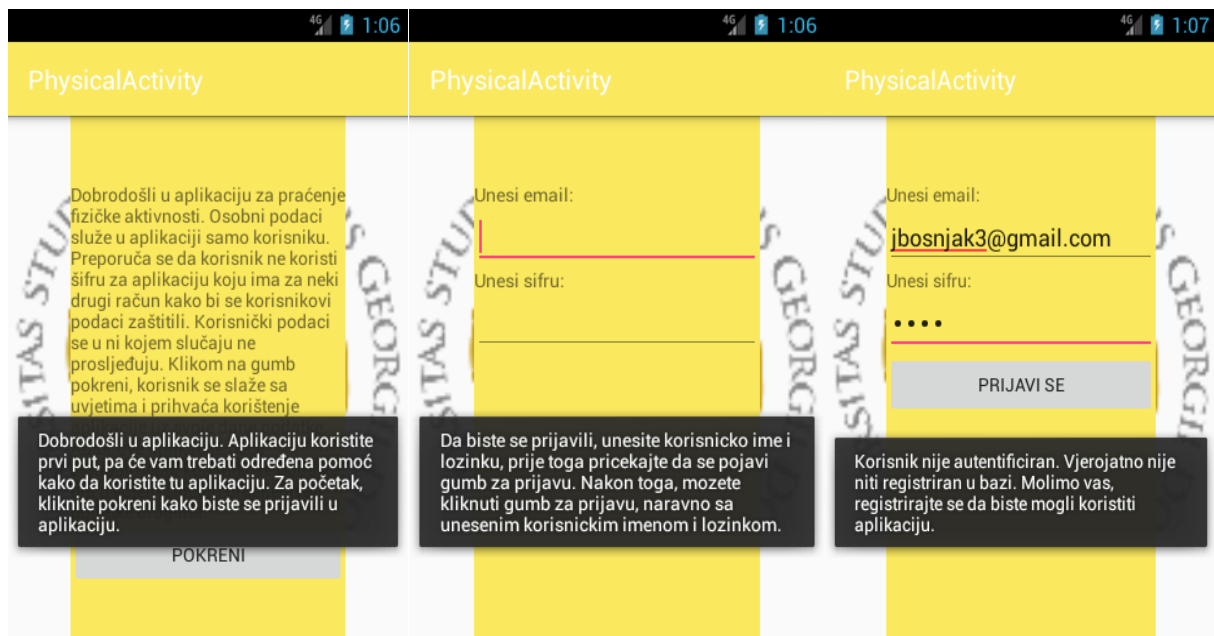 4G 1:06
PhysicalActivity
Dobrodošli u aplikaciju za praćenje
fizičke aktivnosti. Osobni podaci
služe u aplikaciji samo korisniku.
Preporuča se da korisnik ne koristi
šifru za aplikaciju koju ima za neki
drugi račun kako bi se korisnikovi
podaci zaštitili. Korisnički podaci
se u ni kojem slučaju ne
prosljeđuju. Klikom na gumb
pokreni, korisnik se slaže sa
uvjetima i prihvaća korištenje
Dobrodošli u aplikaciju. Aplikaciju koristite
prvi put, pa će vam trebati određena pomoć
kako da koristite tu aplikaciju. Za početak,
kliknite pokreni kako biste se prijavili u
aplikaciju.
POKRENI
4G 1:06
PhysicalActivity
Unesi email:
Unesi sifru:
Da biste se prijavili, unesite korisnicko ime i
lozinku, prije toga pricekajte da se pojavi
gumb za prijavu. Nakon toga, mozete
kliknuti gumb za prijavu, naravno sa
unesenim korisnickim imenom i lozinkom.
4G 1:07
PhysicalActivity
Unesi email:
jbosnjak3@gmail.com
Unesi sifru:
••••
PRIJAVI SE
Korisnik nije autentificiran. Vjerojatno nije
niti registriran u bazi. Molimo vas,
registrirajte se da biste mogli koristiti
aplikaciju.